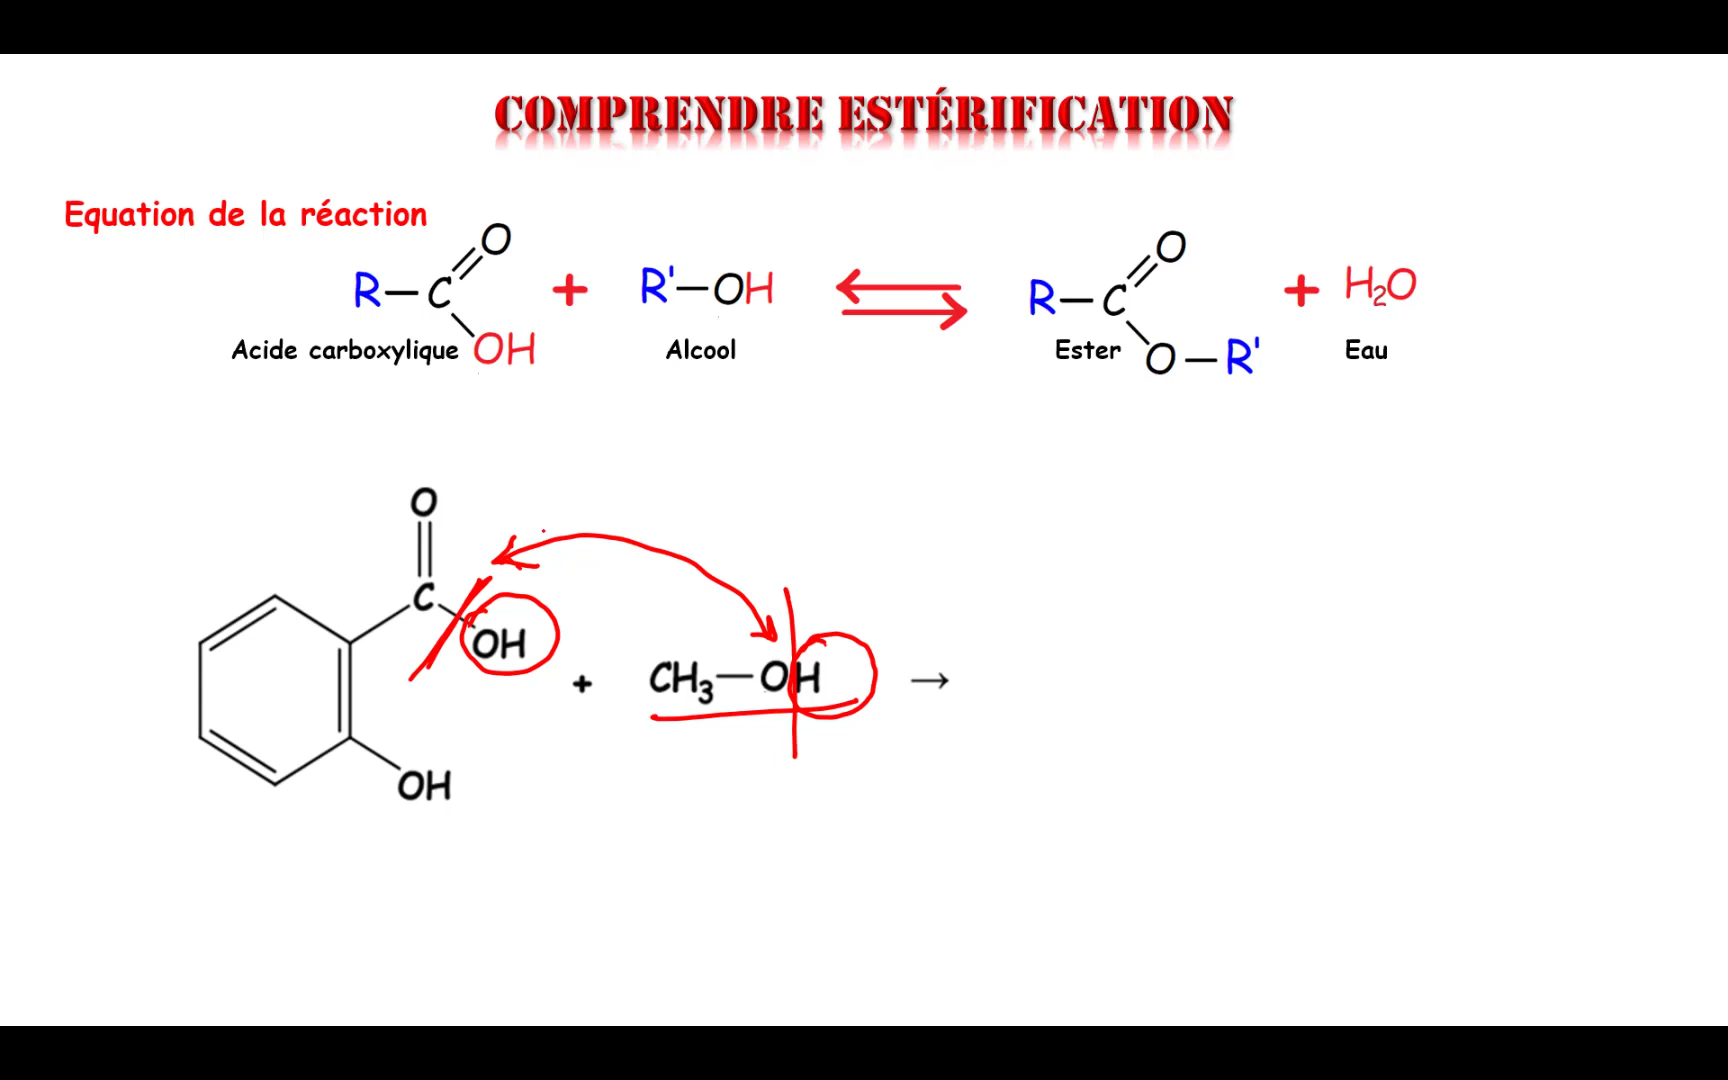 COMPRENDRE ESTÉRIFICATION
Equation de la réaction
R—C O OH + R'—OH ⇌ R—C O O—R' + H₂O
Acide carboxylique Alcool Ester Eau
O
C
OH
OH
+ CH₃—OH →